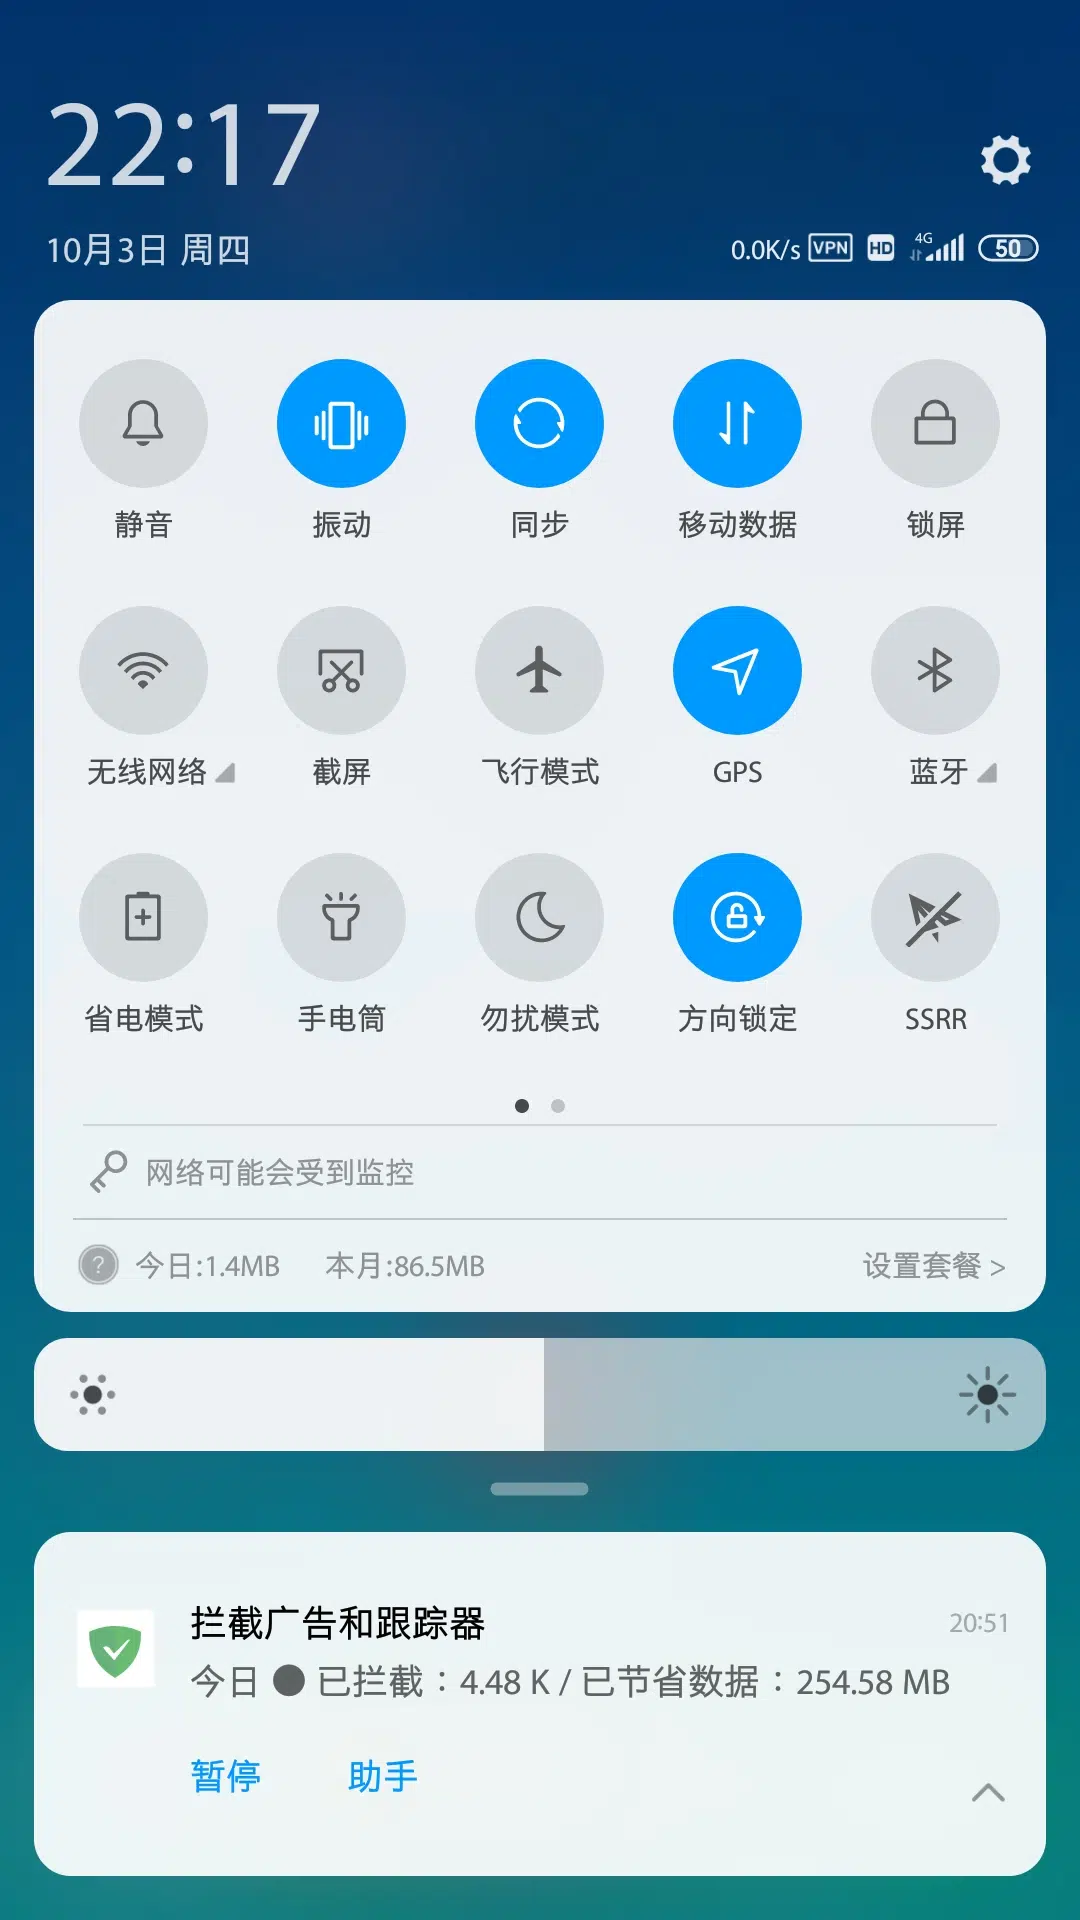 22:17
10月3日 周四
0.0K/s VPN HD 4G 50
静音 振动 同步 移动数据 锁屏
无线网络 截屏 飞行模式 GPS 蓝牙
省电模式 手电筒 勿扰模式 方向锁定 SSRR
网络可能会受到监控
? 今日:1.4MB 本月:86.5MB 设置套餐 >
拦截广告和跟踪器 20:51
今日 ● 已拦截：4.48 K / 已节省数据：254.58 MB
暂停 助手